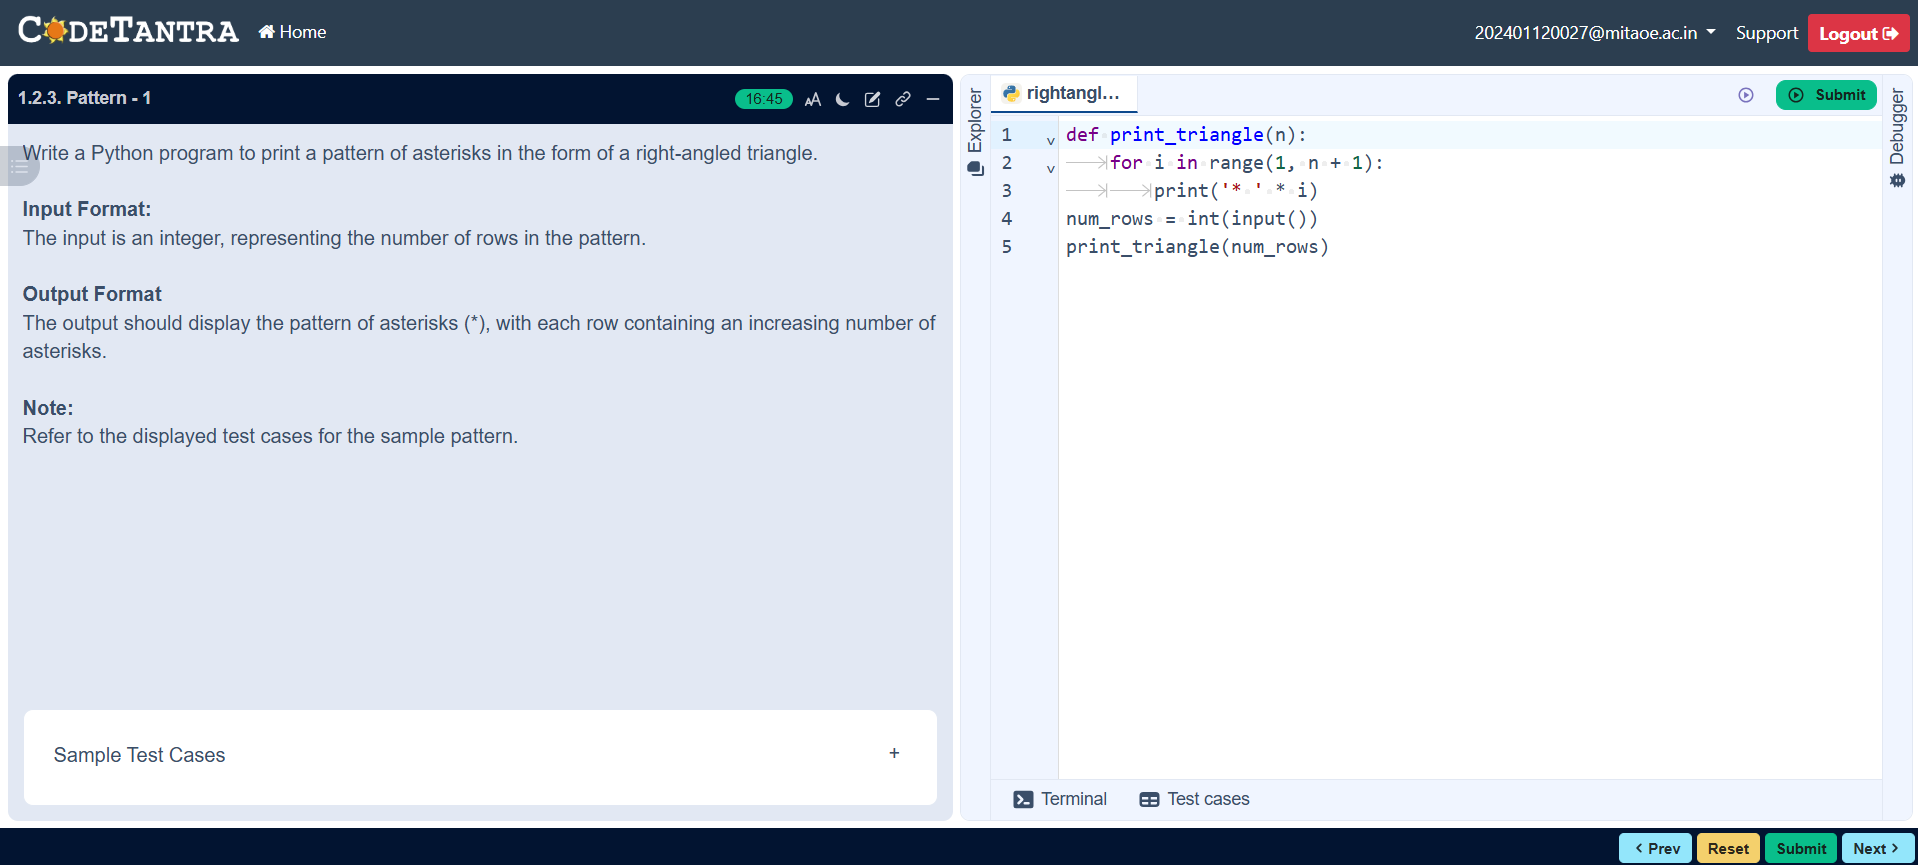 CODETANTRA Home 202401120027@mitaoe.ac.in Support Logout
1.2.3. Pattern - 1
16:45 AA
Write a Python program to print a pattern of asterisks in the form of a right-angled triangle.
Input Format:
The input is an integer, representing the number of rows in the pattern.
Output Format
The output should display the pattern of asterisks (*), with each row containing an increasing number of
asterisks.
Note:
Refer to the displayed test cases for the sample pattern.
Sample Test Cases +
Explorer
rightangl...
Submit
1 def print_triangle(n):
2 for i in range(1, n + 1):
3 print('* ' * i)
4 num_rows = int(input())
5 print_triangle(num_rows)
Debugger
Terminal Test cases
< Prev Reset Submit Next >